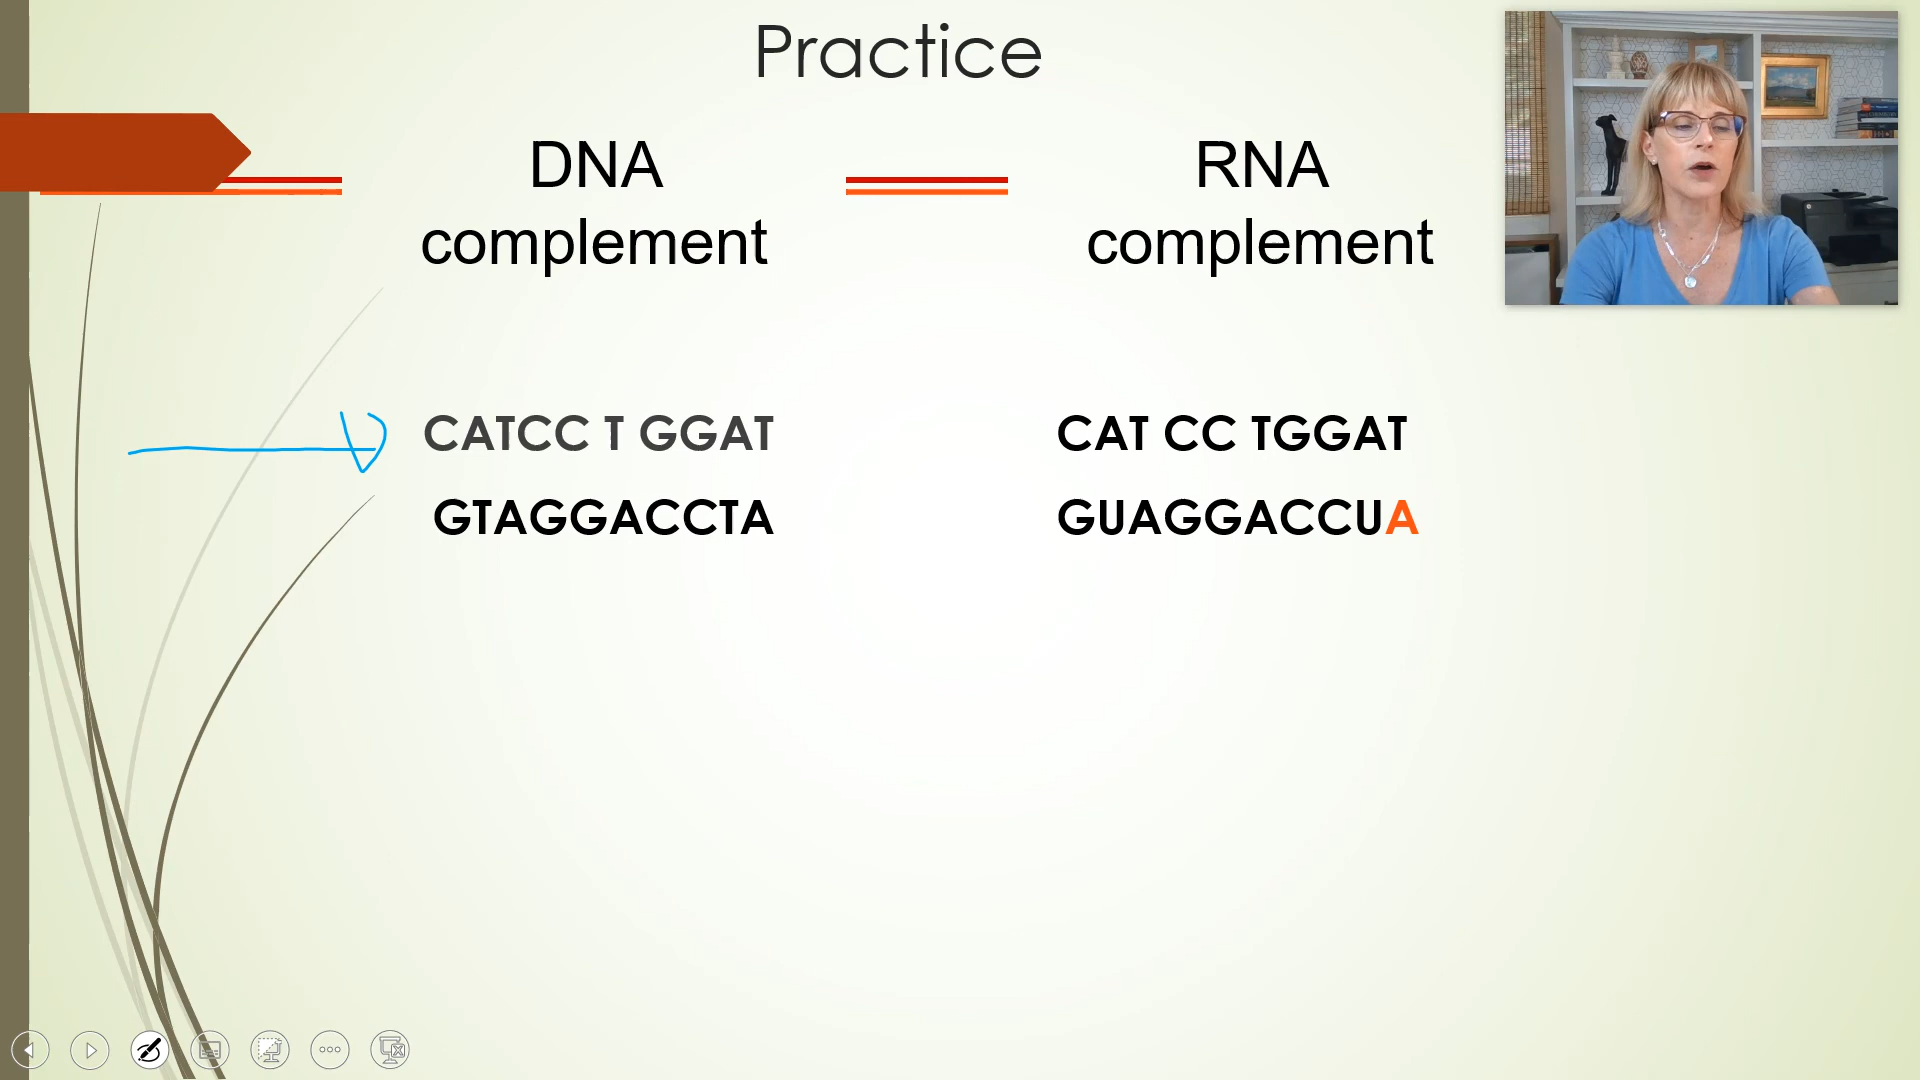 Practice
DNA
complement
RNA
complement
CATCC T GGAT
GTAGGACCTA
CAT CC TGGAT
GUAGGACCUA